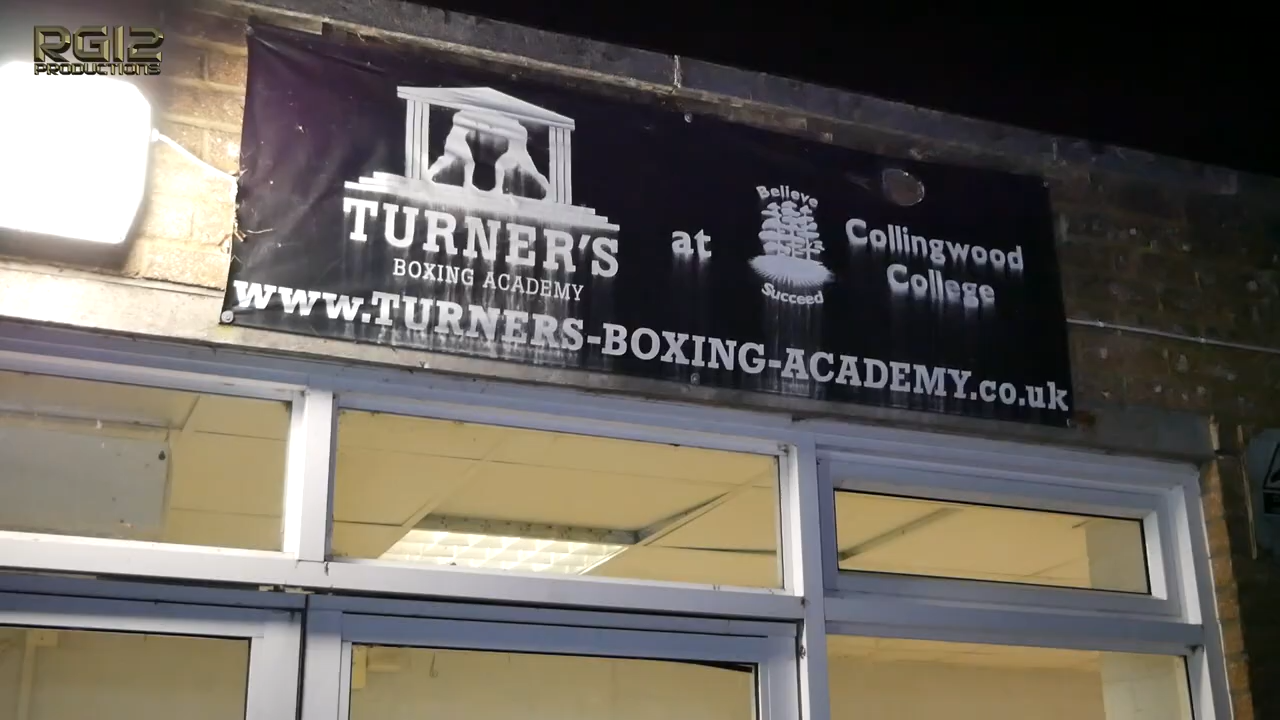 RG12
PRODUCTIONS
TURNER'S
BOXING ACADEMY
at
Believe
Succeed
Collingwood
College
www.TURNERS-BOXING-ACADEMY.co.uk